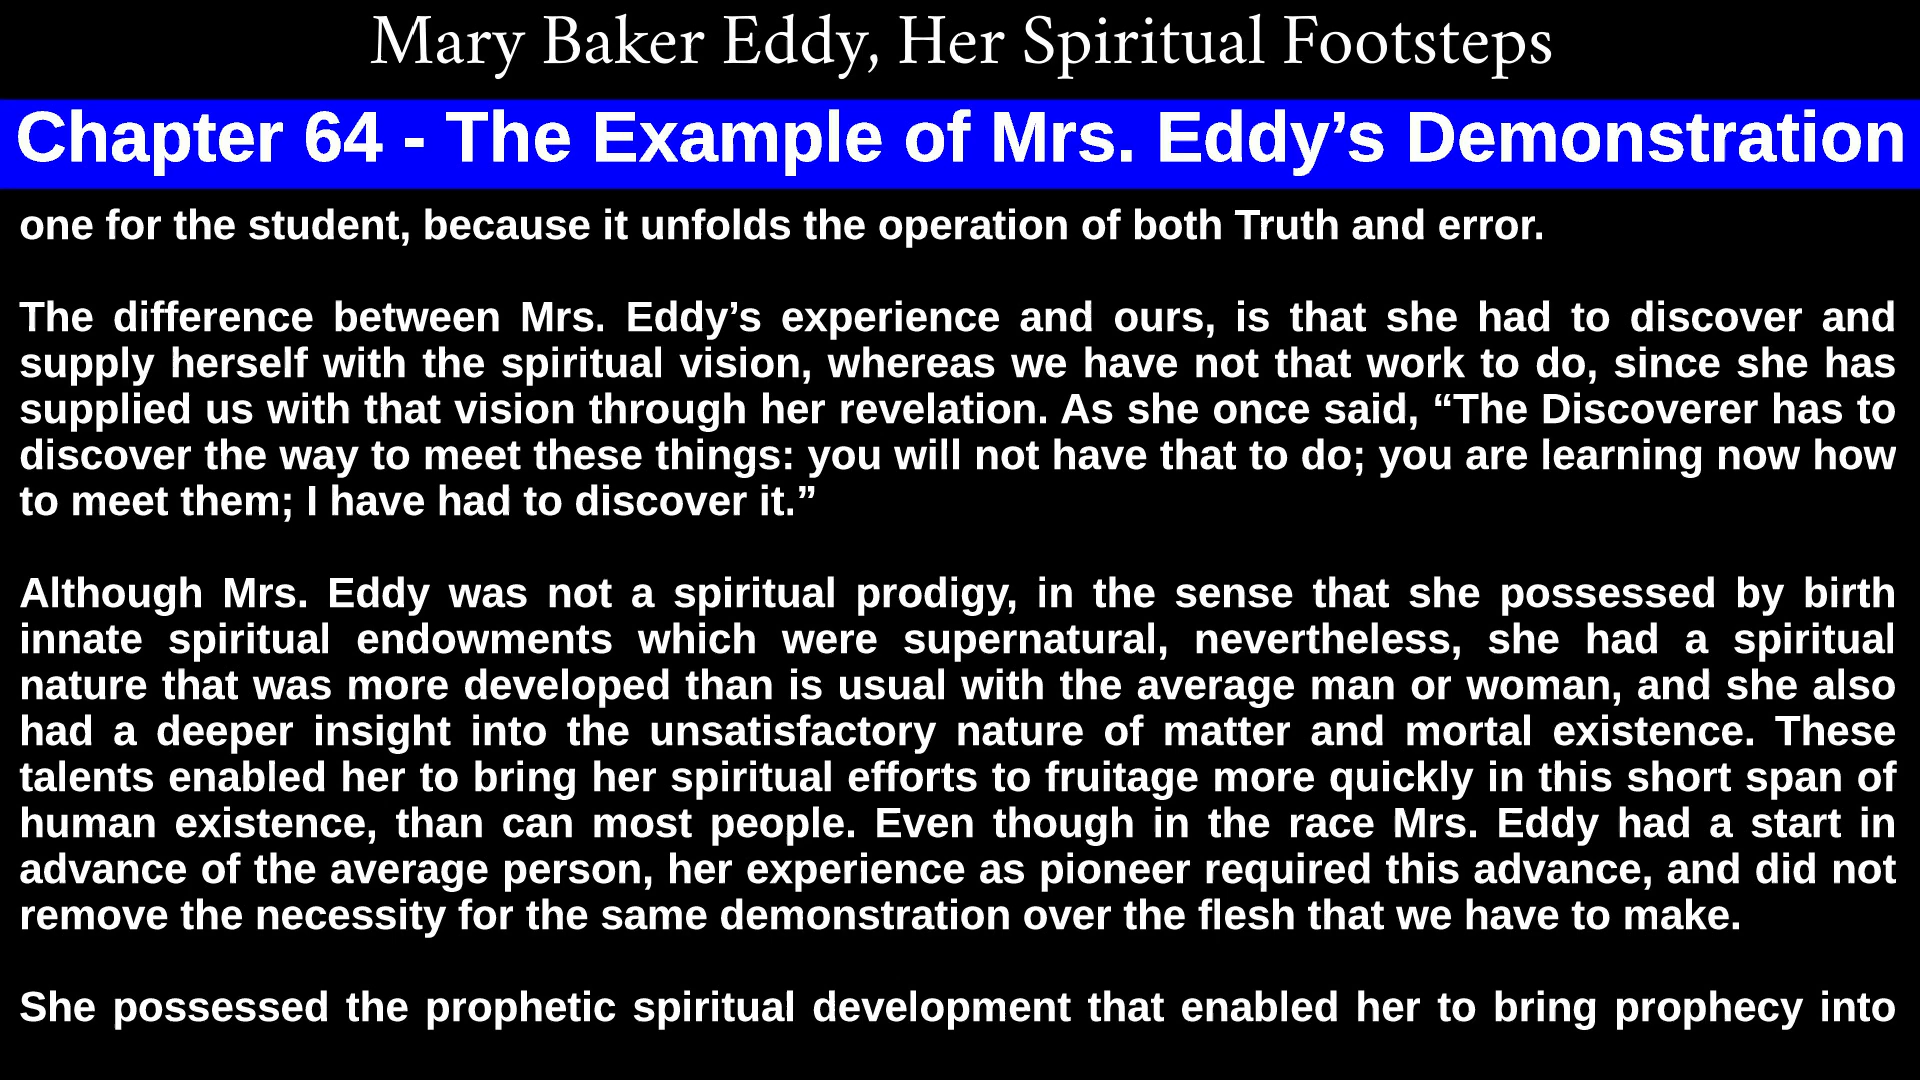 Mary Baker Eddy, Her Spiritual Footsteps
Chapter 64 - The Example of Mrs. Eddy’s Demonstration
one for the student, because it unfolds the operation of both Truth and error.
The difference between Mrs. Eddy’s experience and ours, is that she had to discover and
supply herself with the spiritual vision, whereas we have not that work to do, since she has
supplied us with that vision through her revelation. As she once said, “The Discoverer has to
discover the way to meet these things: you will not have that to do; you are learning now how
to meet them; I have had to discover it.”
Although Mrs. Eddy was not a spiritual prodigy, in the sense that she possessed by birth
innate spiritual endowments which were supernatural, nevertheless, she had a spiritual
nature that was more developed than is usual with the average man or woman, and she also
had a deeper insight into the unsatisfactory nature of matter and mortal existence. These
talents enabled her to bring her spiritual efforts to fruitage more quickly in this short span of
human existence, than can most people. Even though in the race Mrs. Eddy had a start in
advance of the average person, her experience as pioneer required this advance, and did not
remove the necessity for the same demonstration over the flesh that we have to make.
She possessed the prophetic spiritual development that enabled her to bring prophecy into